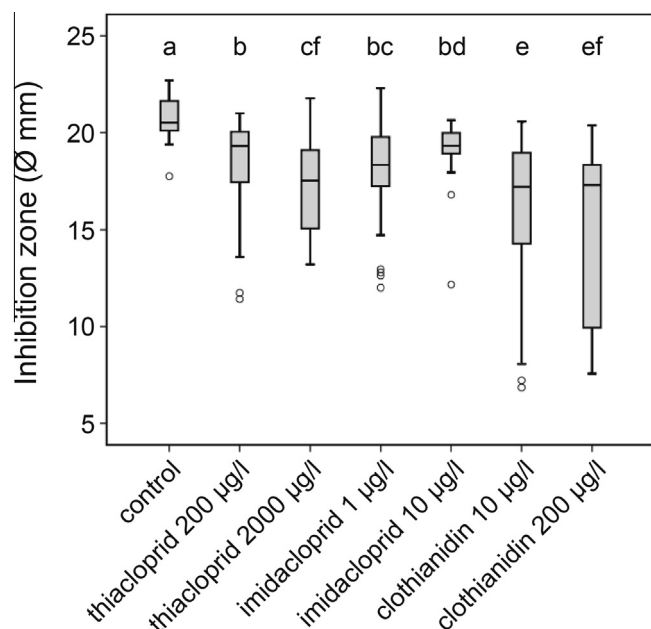 Inhibition zone (Ø mm)
25
20
15
10
5
a b cf bc bd e ef
control
thiacloprid 200 µg/l
thiacloprid 2000 µg/l
imidacloprid 1 µg/l
imidacloprid 10 µg/l
clothianidin 10 µg/l
clothianidin 200 µg/l